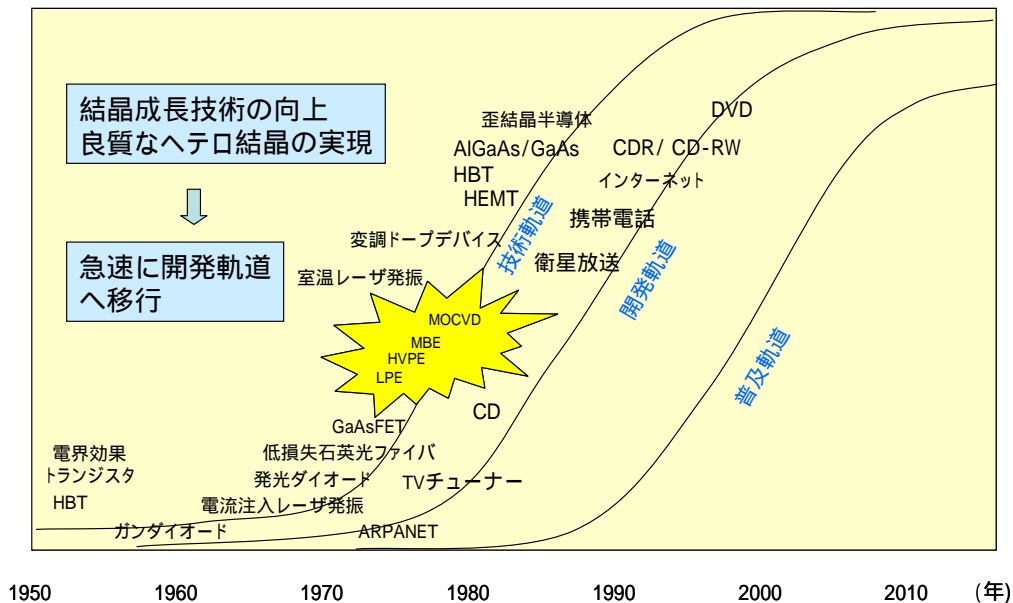 結晶成長技術の向上
良質なヘテロ結晶の実現
急速に開発軌道
へ移行
DVD
歪結晶半導体
AlGaAs/GaAs
CDR/ CD-RW
HBT
インターネット
HEMT
携帯電話
変調ドープデバイス
技術軌道
衛星放送
開発軌道
室温レーザ発振
MOCVD
MBE
HVPE
LPE
普及軌道
CD
GaAsFET
電界効果
トランジスタ
HBT
低損失石英光ファイバ
発光ダイオード
TVチューナー
電流注入レーザ発振
ガンダイオード
ARPANET
1950 1960 1970 1980 1990 2000 2010 (年)